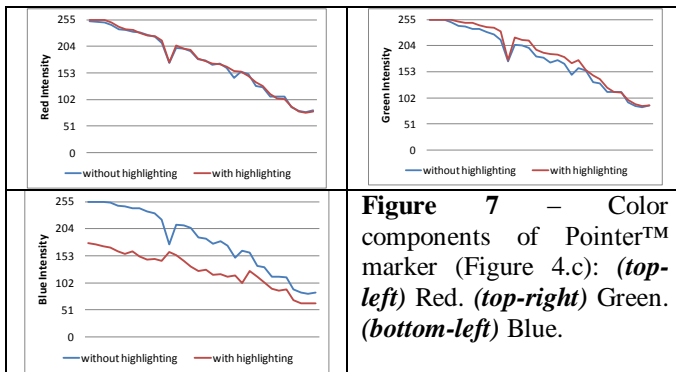 255
204
153
102
51
0
Red Intensity
without highlighting with highlighting
255
204
153
102
51
0
Green Intensity
without highlighting with highlighting
255
204
153
102
51
0
Blue Intensity
without highlighting with highlighting
Figure 7 – Color
components of Pointer™
marker (Figure 4.c): (top-
left) Red. (top-right) Green.
(bottom-left) Blue.